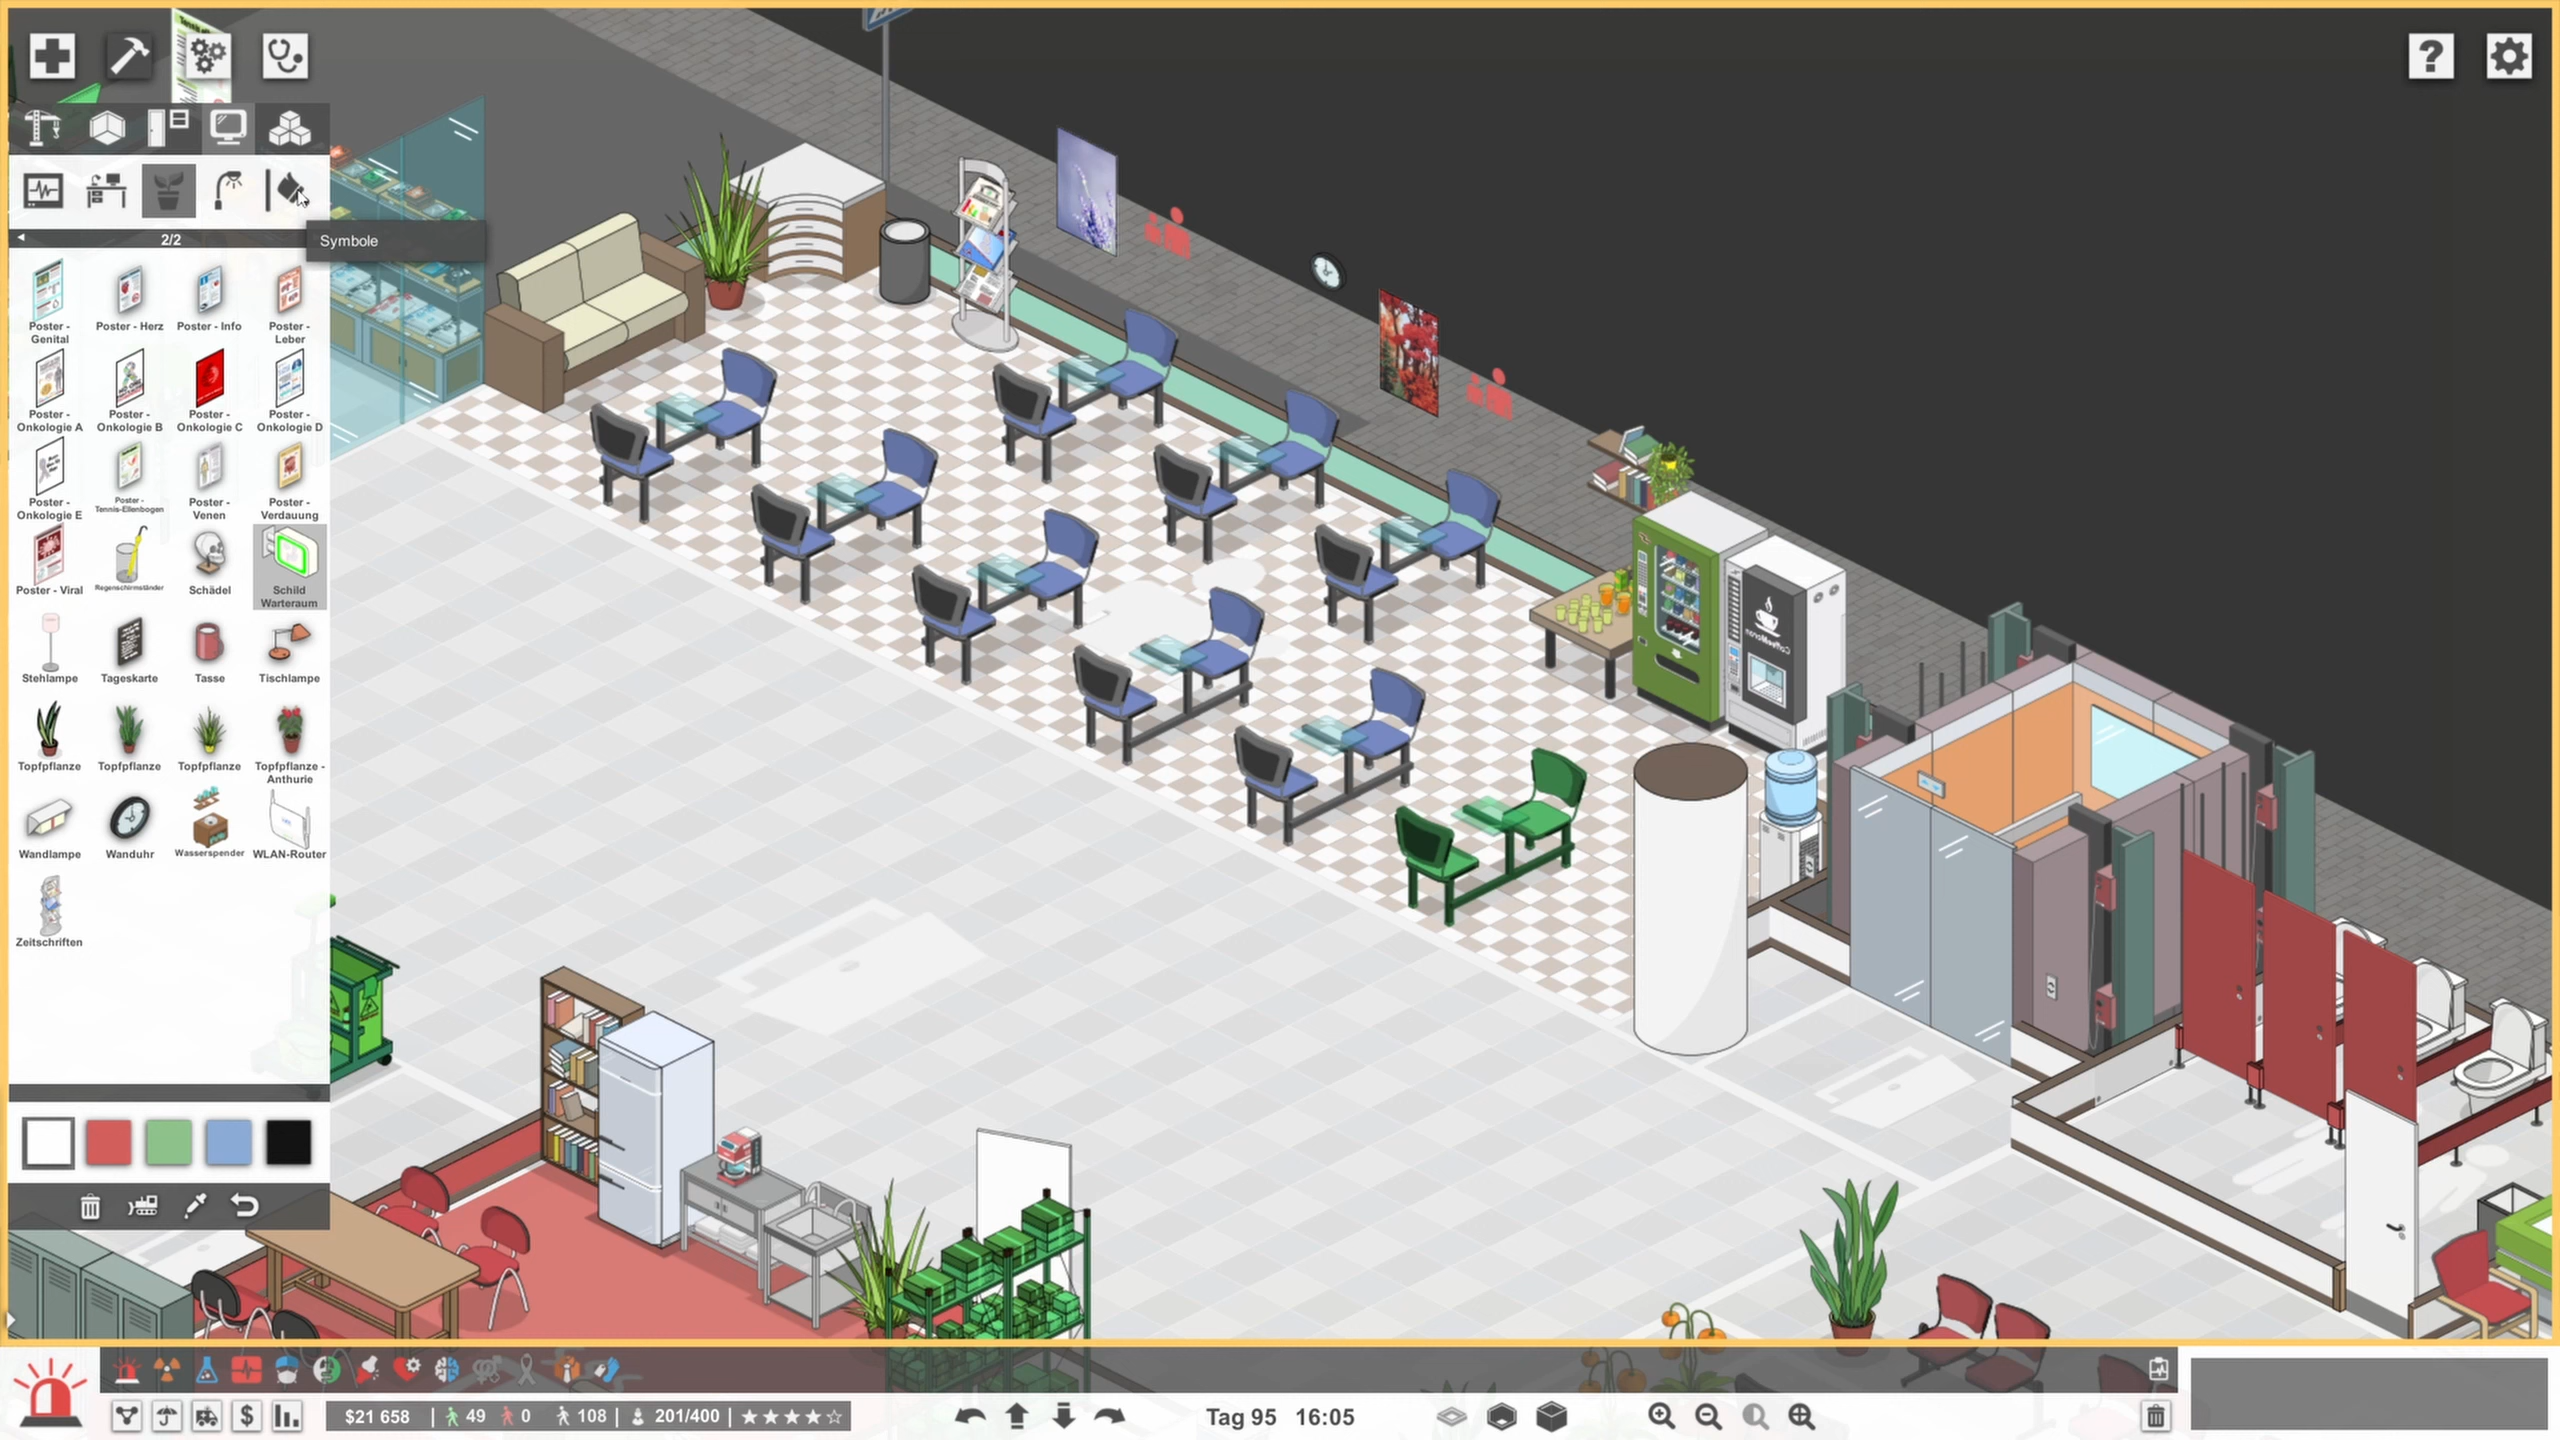 2/2
Symbole
Poster - Genital
Poster - Herz
Poster - Info
Poster - Leber
Poster - Onkologie A
Poster - Onkologie B
Poster - Onkologie C
Poster - Onkologie D
Poster - Onkologie E
Poster - Tennis-Ellenbogen
Poster - Venen
Poster - Verdauung
Poster - Viral
Regenschirmständer
Schädel
Schild Warteraum
Stehlampe
Tageskarte
Tasse
Tischlampe
Topfpflanze
Topfpflanze
Topfpflanze
Topfpflanze - Anthurie
Wandlampe
Wanduhr
Wasserspender
WLAN-Router
Zeitschriften
$21 658
49
0
108
201/400
Tag 95 16:05